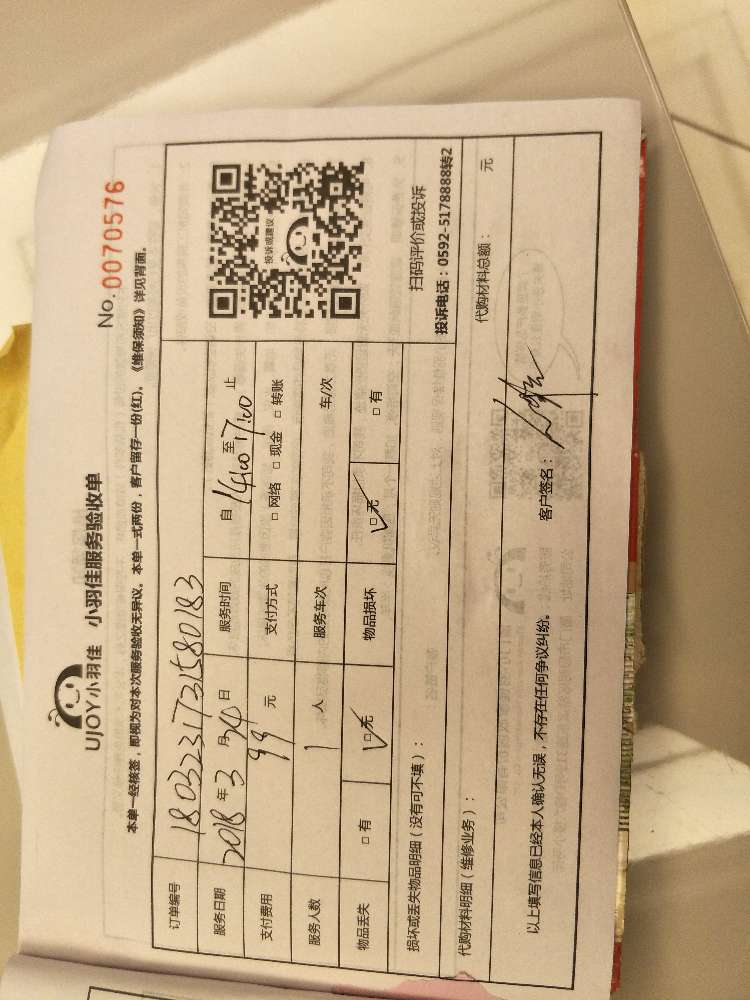 No. 0070576
UJOY小羽佳 小羽佳服务验收单
本单一经核签，即视为对本次服务验收无异议。本单一式两份，客户留存一份(红)。《维保须知》详见背面。
订单编号 1803231731580183
服务日期 2018年3月24日 服务时间 自14:00至17:00止
支付费用 99元 支付方式 □网络 □现金 □转账
服务人数 1人 服务车次 车/次
物品丢失 □有 ☑无 物品损坏 ☑无 □有
投诉或建议
扫码评价或投诉
投诉电话：0592-5178888转2
损坏或丢失物品明细（没有可不填）：
代购材料明细（维修业务）： 代购材料总额： 元
以上填写信息已经本人确认无误，不存在任何争议纠纷。 客户签名：